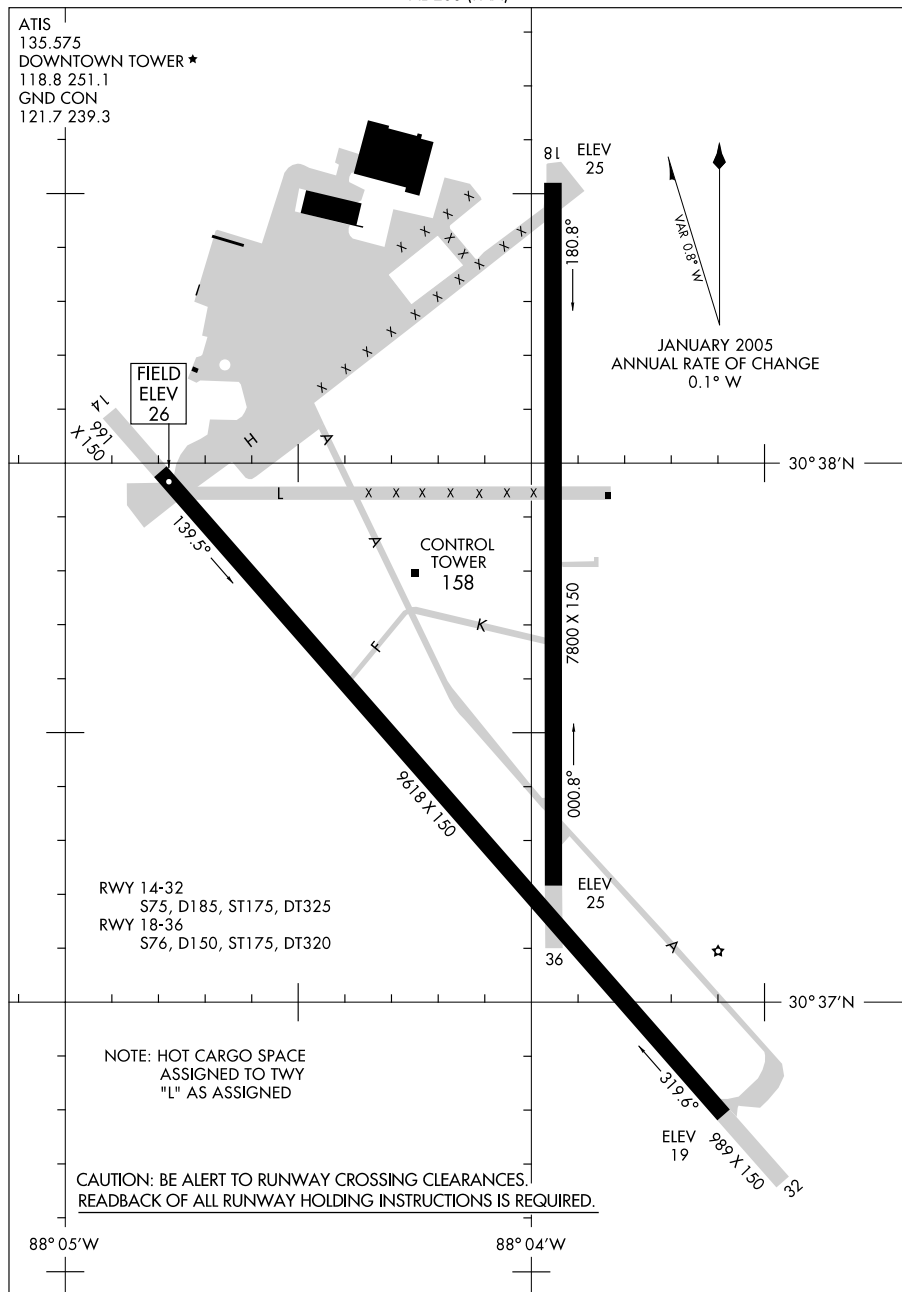 ATIS
135.575
DOWNTOWN TOWER ★
118.8 251.1
GND CON
121.7 239.3
18
ELEV
25
180.8°
VAR 0.8° W
JANUARY 2005
ANNUAL RATE OF CHANGE
0.1° W
FIELD
ELEV
26
14
991
X 150
H
A
30° 38'N
L
X X X X X X X
139.5°
A
CONTROL
TOWER
158
F
K
7800 X 150
000.8°
9618 X 150
ELEV
25
RWY 14-32
S75, D185, ST175, DT325
RWY 18-36
S76, D150, ST175, DT320
36
A
30° 37'N
NOTE: HOT CARGO SPACE
ASSIGNED TO TWY
"L" AS ASSIGNED
319.6°
ELEV
19
989 X 150
32
CAUTION: BE ALERT TO RUNWAY CROSSING CLEARANCES.
READBACK OF ALL RUNWAY HOLDING INSTRUCTIONS IS REQUIRED.
88° 05'W
88° 04'W